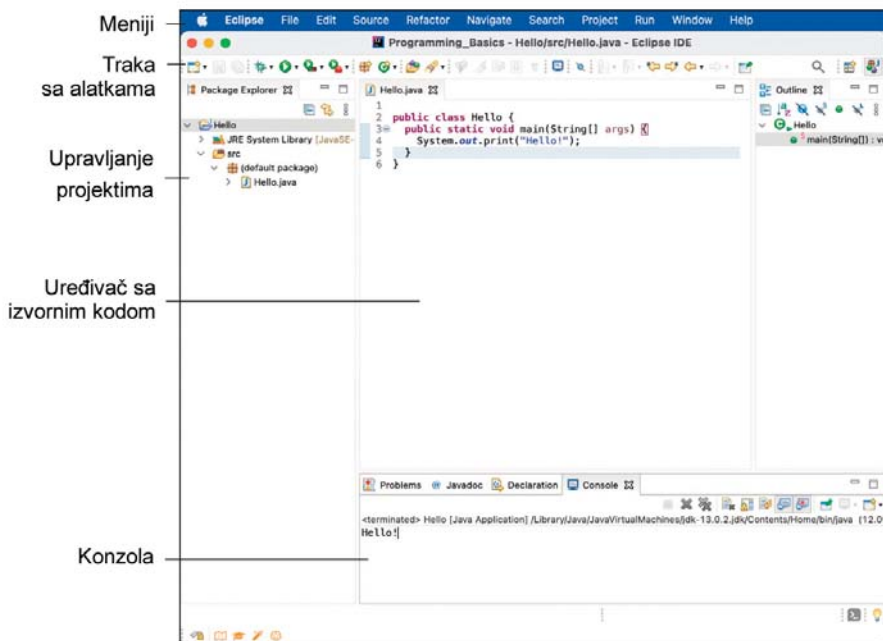 Meniji
Eclipse File Edit Source Refactor Navigate Search Project Run Window Help
Programming_Basics - Hello/src/Hello.java - Eclipse IDE
Traka
sa alatkama
Package Explorer
Hello
JRE System Library [JavaSE-
src
(default package)
Hello.java
Upravljanje
projektima
Hello.java
1
2 public class Hello {
3 public static void main(String[] args) {
4 System.out.print("Hello!");
5 }
6 }
Outline
Hello
main(String[]) : v
Uređivač sa
izvornim kodom
Problems Javadoc Declaration Console
<terminated> Hello [Java Application] /Library/Java/JavaVirtualMachines/jdk-13.0.2.jdk/Contents/Home/bin/java (12.0
Hello!
Konzola